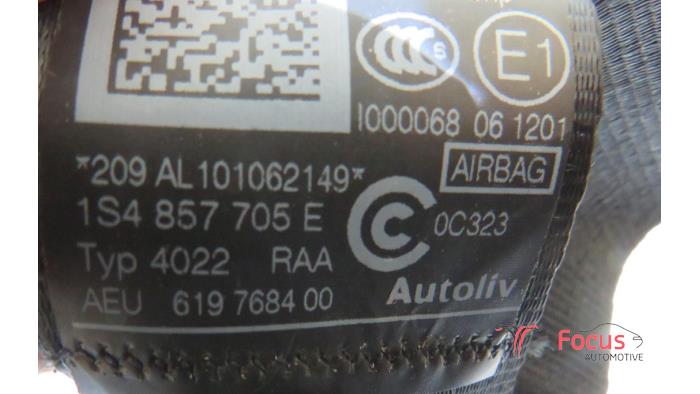 S
E1
I000068 06 1201
*209 AL101062149*
AIRBAG
1S4 857 705 E
0C323
Typ 4022 RAA
AEU 619 7684 00
Autoliv
Focus
AUTOMOTIVE